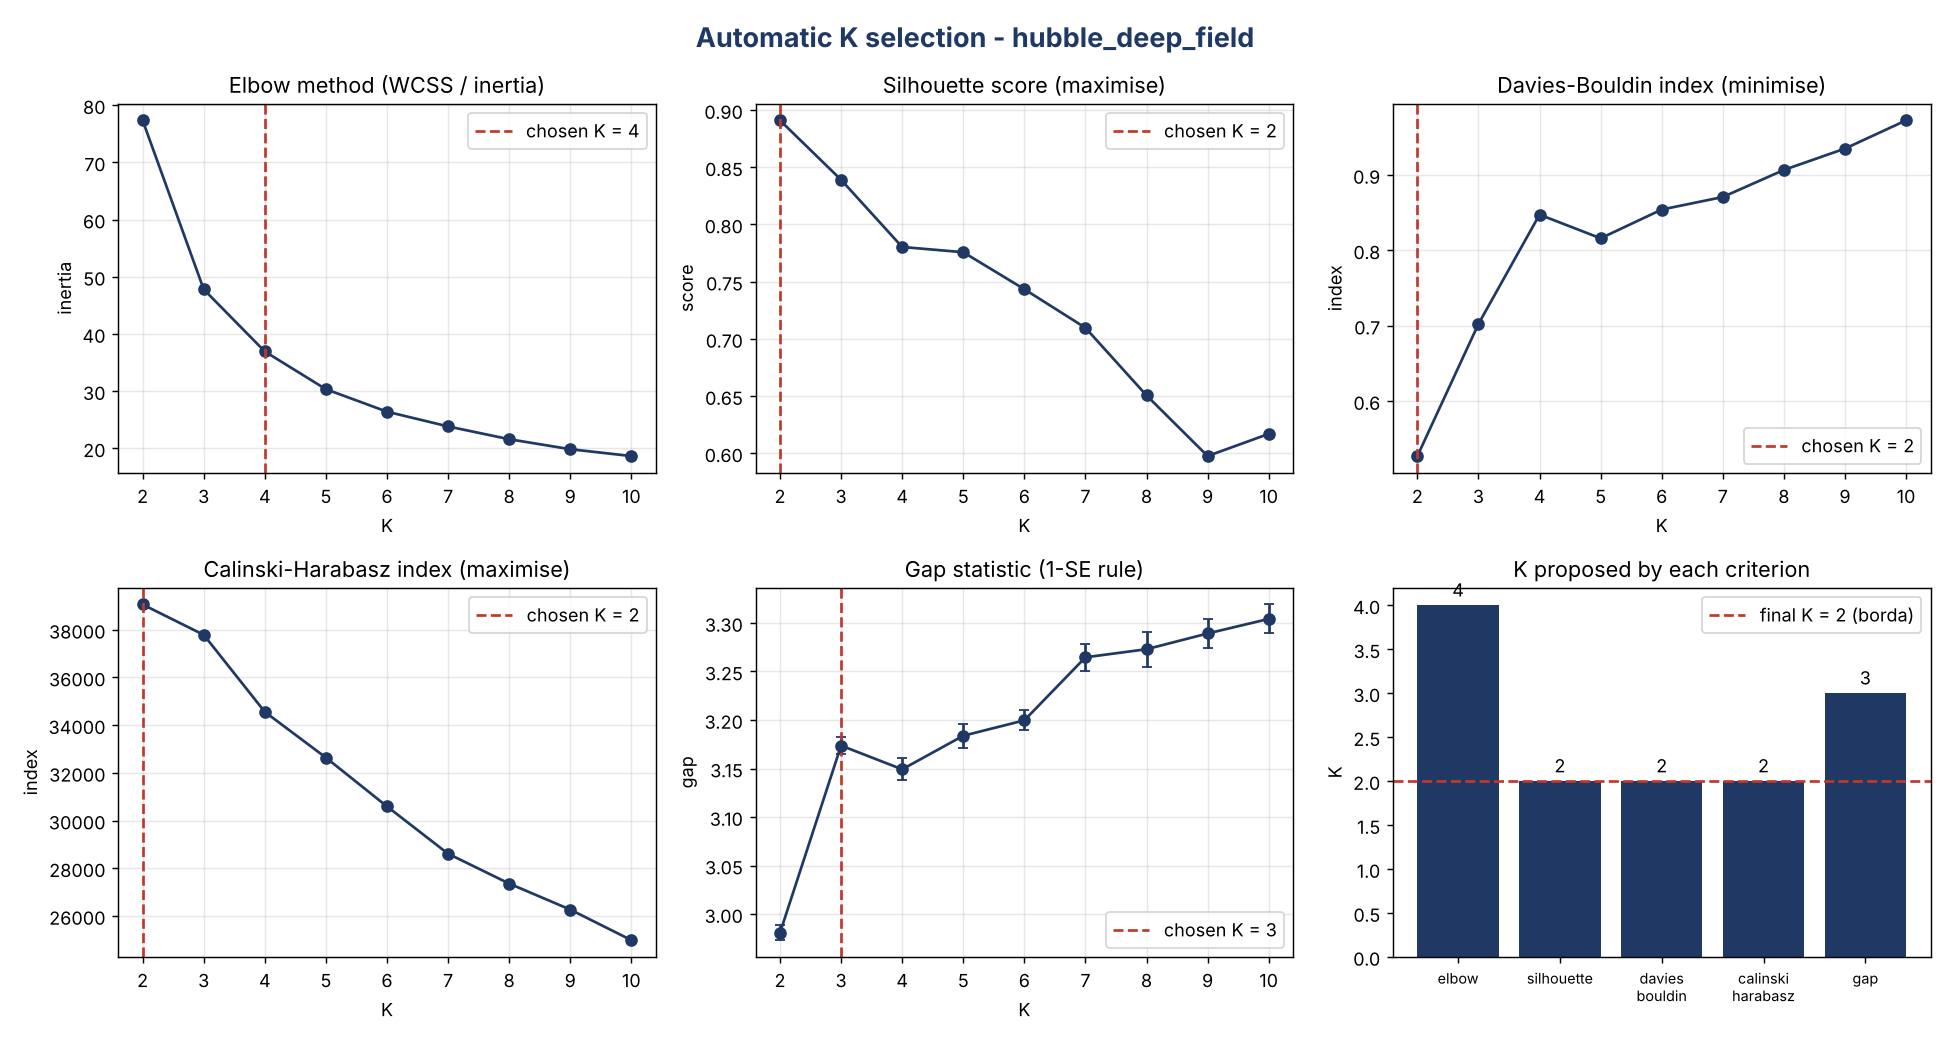 Automatic K selection - hubble_deep_field
Elbow method (WCSS / inertia)
80
70
60
50
40
30
20
inertia
chosen K = 4
2 3 4 5 6 7 8 9 10
K
Silhouette score (maximise)
0.90
0.85
0.80
0.75
0.70
0.65
0.60
score
chosen K = 2
2 3 4 5 6 7 8 9 10
K
Davies-Bouldin index (minimise)
0.9
0.8
0.7
0.6
index
chosen K = 2
2 3 4 5 6 7 8 9 10
K
Calinski-Harabasz index (maximise)
38000
36000
34000
32000
30000
28000
26000
index
chosen K = 2
2 3 4 5 6 7 8 9 10
K
Gap statistic (1-SE rule)
3.30
3.25
3.20
3.15
3.10
3.05
3.00
gap
chosen K = 3
2 3 4 5 6 7 8 9 10
K
K proposed by each criterion
4.0
3.5
3.0
2.5
2.0
1.5
1.0
0.5
0.0
K
final K = 2 (borda)
4
2
2
2
3
elbow
silhouette
davies
bouldin
calinski
harabasz
gap